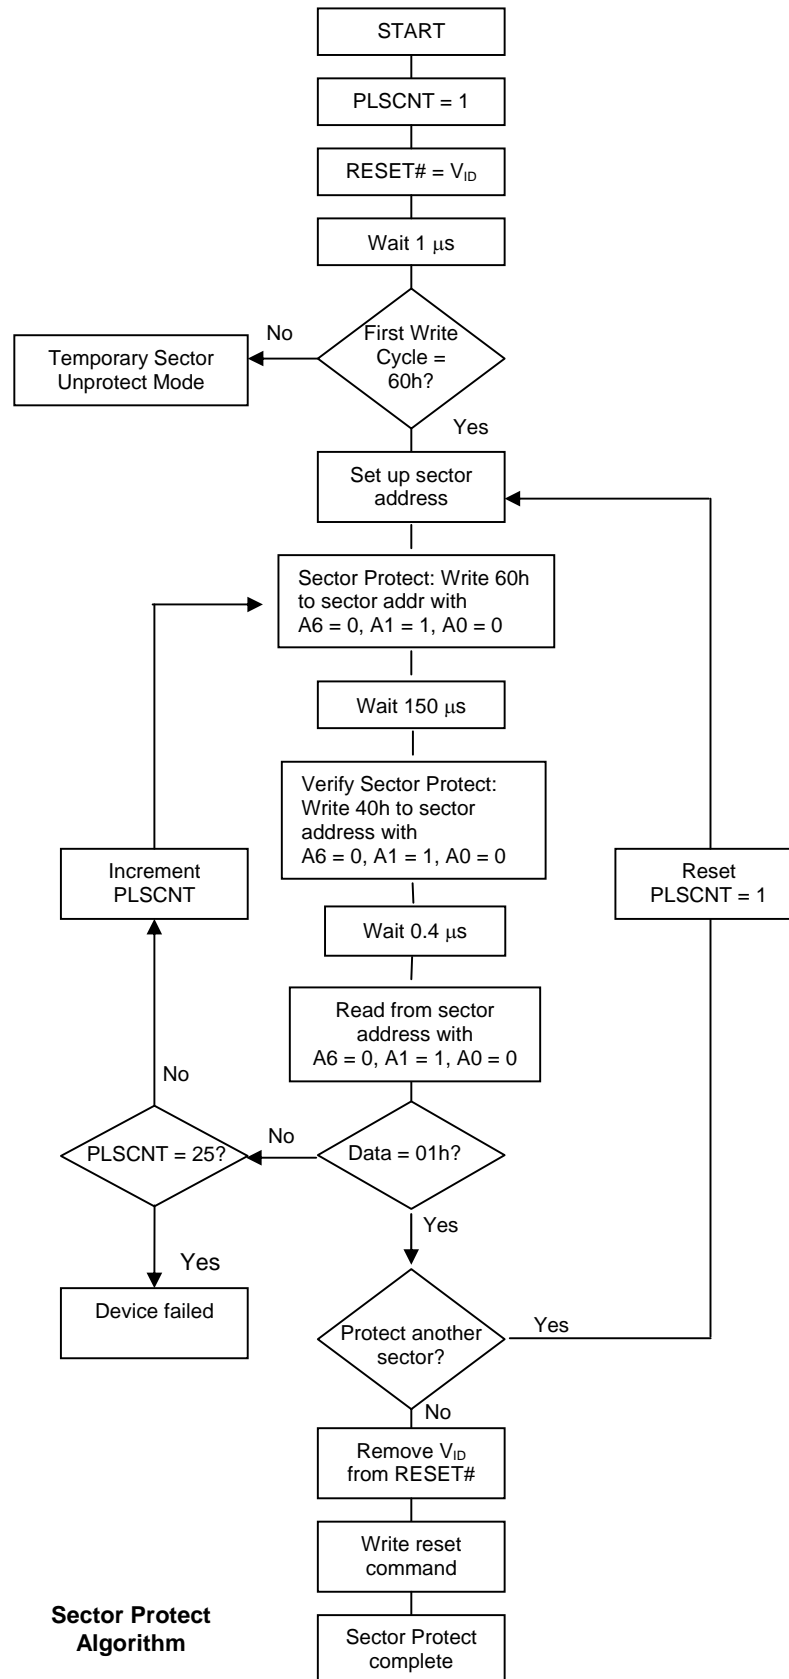 START
PLSCNT = 1
RESET# = VID
Wait 1 μs
First Write
Cycle =
60h?
No
Temporary Sector
Unprotect Mode
Yes
Set up sector
address
Sector Protect: Write 60h
to sector addr with
A6 = 0, A1 = 1, A0 = 0
Wait 150 μs
Verify Sector Protect:
Write 40h to sector
address with
A6 = 0, A1 = 1, A0 = 0
Increment
PLSCNT
Reset
PLSCNT = 1
Wait 0.4 μs
Read from sector
address with
A6 = 0, A1 = 1, A0 = 0
No
PLSCNT = 25?
No
Data = 01h?
Yes
Yes
Device failed
Protect another
sector?
Yes
No
Remove VID
from RESET#
Write reset
command
Sector Protect
Algorithm
Sector Protect
complete